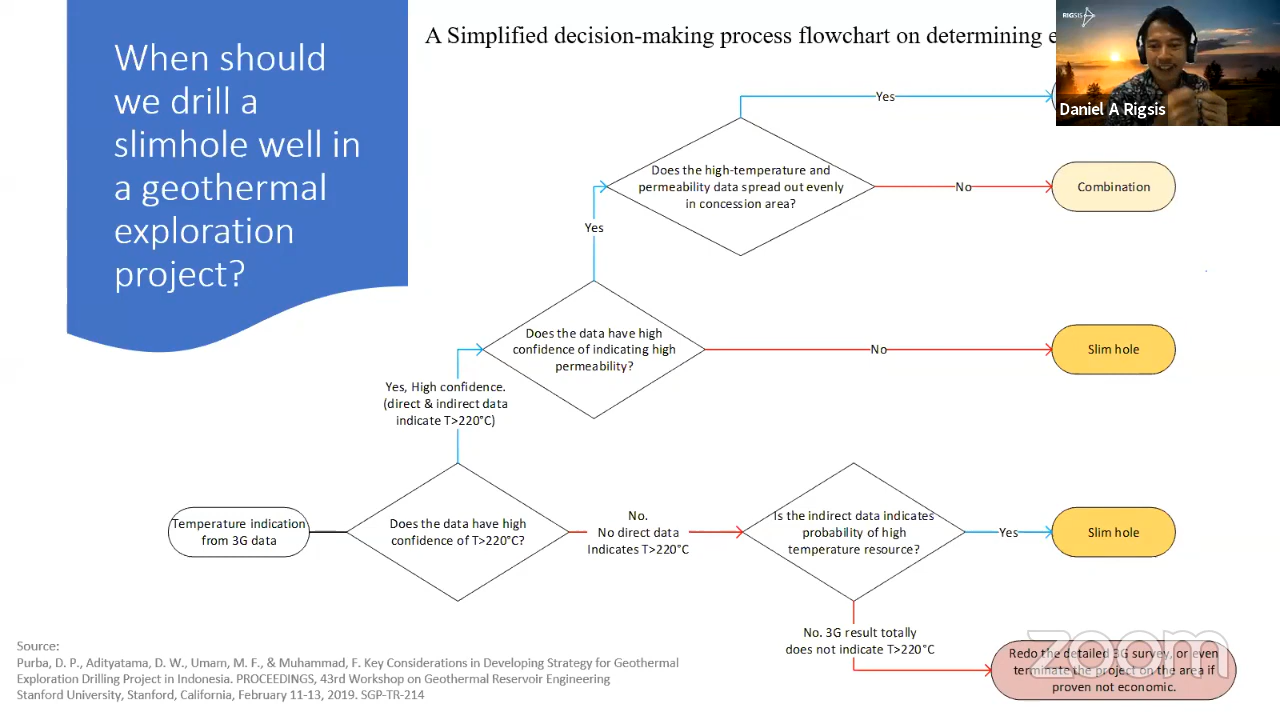 When should
we drill a
slimhole well in
a geothermal
exploration
project?
A Simplified decision-making process flowchart on determining
RIGSIS
Daniel A Rigsis
Yes
Does the high-temperature and
permeability data spread out evenly
in concession area?
No
Combination
Yes
Does the data have high
confidence of indicating high
permeability?
No
Slim hole
Yes, High confidence.
(direct & indirect data
indicate T>220°C)
Temperature indication
from 3G data
Does the data have high
confidence of T>220°C?
No.
No direct data
Indicates T>220°C
Is the indirect data indicates
probability of high
temperature resource?
Yes
Slim hole
No. 3G result totally
does not indicate T>220°C
Redo the detailed 3G survey, or even
terminate the project on the area if
proven not economic.
zoom
Source:
Purba, D. P., Adityatama, D. W., Umam, M. F., & Muhammad, F. Key Considerations in Developing Strategy for Geothermal
Exploration Drilling Project in Indonesia. PROCEEDINGS, 43rd Workshop on Geothermal Reservoir Engineering
Stanford University, Stanford, California, February 11-13, 2019. SGP-TR-214